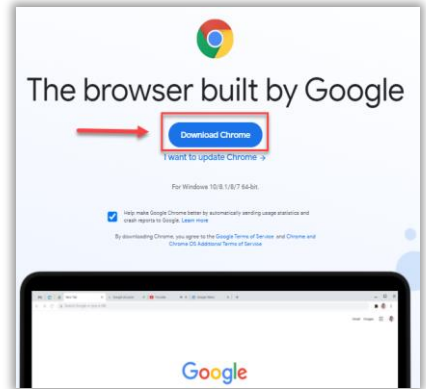 The browser built by Google
Download Chrome
I want to update Chrome →
For Windows 10/8.1/8/7 64-bit.
Help make Google Chrome better by automatically sending usage statistics and
crash reports to Google. Learn more
By downloading Chrome, you agree to the Google Terms of Service and Chrome and
Chrome OS Additional Terms of Service
New Tab
Google